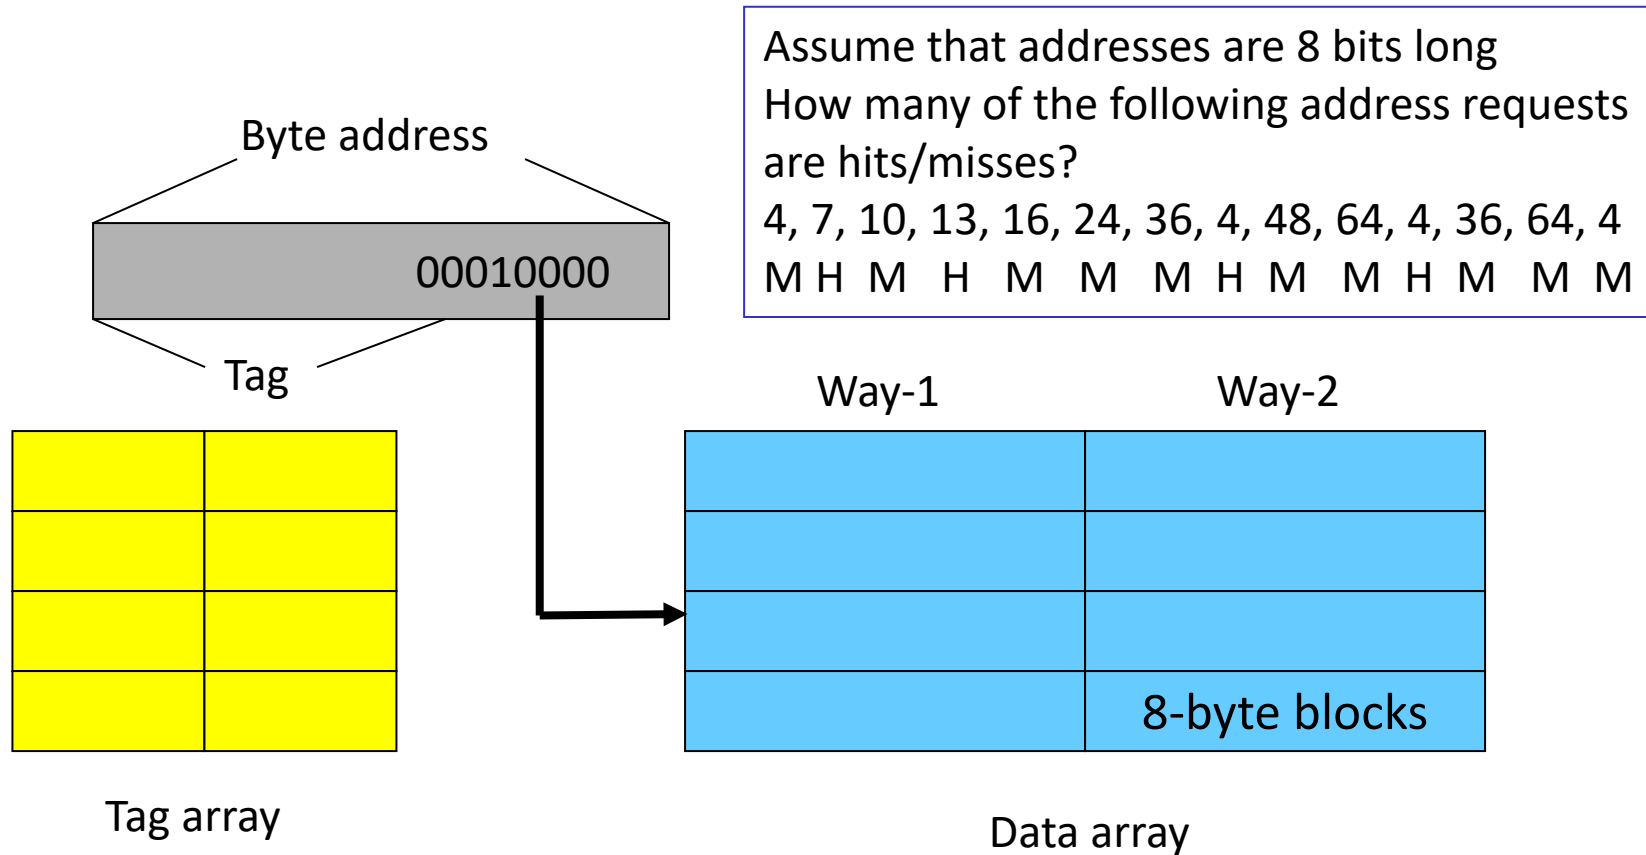 Assume that addresses are 8 bits long
How many of the following address requests
are hits/misses?
4, 7, 10, 13, 16, 24, 36, 4, 48, 64, 4, 36, 64, 4
M H M H M M M H M M H M M M
Byte address
00010000
Tag
Way-1 Way-2
8-byte blocks
Tag array
Data array